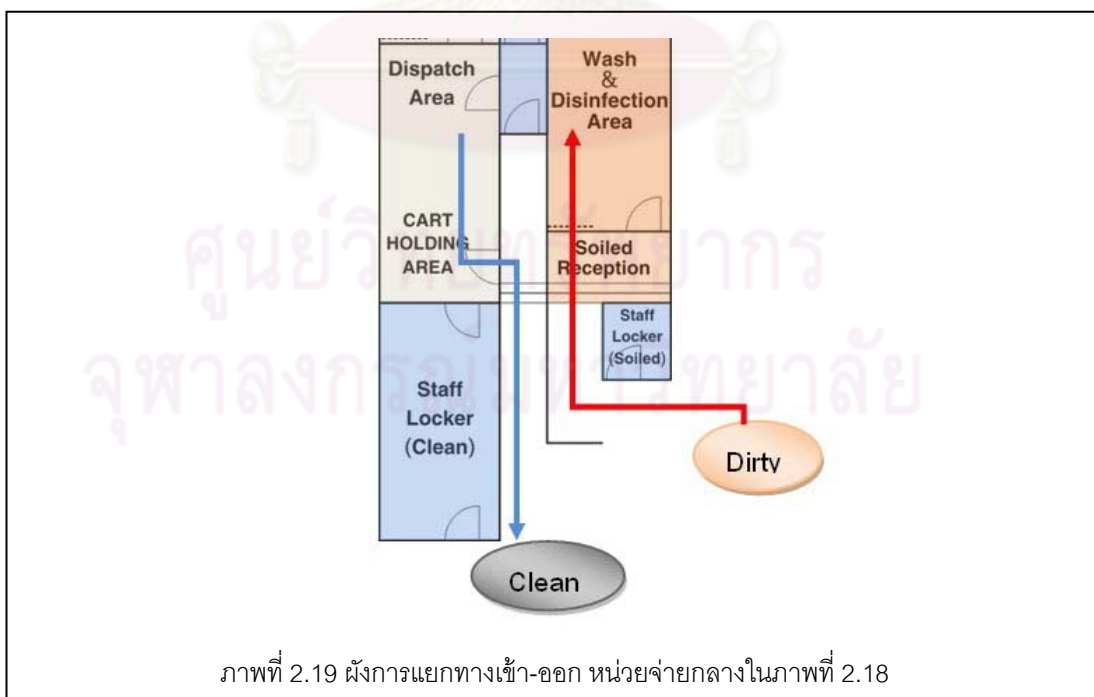 Dispatch
Area
Wash
&
Disinfection
Area
CART
HOLDING
AREA
Soiled
Reception
Staff
Locker
(Soiled)
Staff
Locker
(Clean)
Dirty
Clean
ศูนย์วิทยทรัพยากร
จุฬาลงกรณ์มหาวิทยาลัย
ภาพที่ 2.19 ผังการแยกทางเข้า-ออก หน่วยจ่ายกลางในภาพที่ 2.18